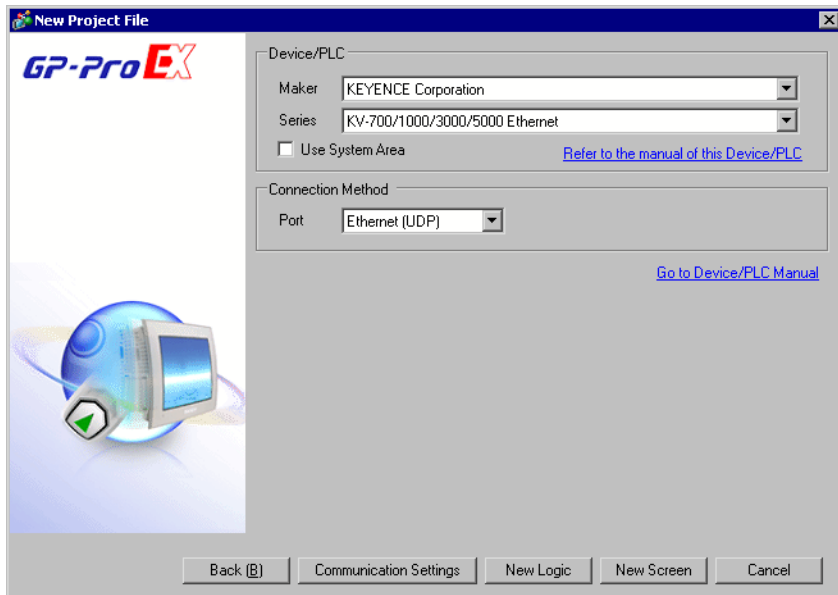 New Project File
GP-Pro EX
Device/PLC
Maker KEYENCE Corporation
Series KV-700/1000/3000/5000 Ethernet
Use System Area Refer to the manual of this Device/PLC
Connection Method
Port Ethernet (UDP)
Go to Device/PLC Manual
Back (B) Communication Settings New Logic New Screen Cancel